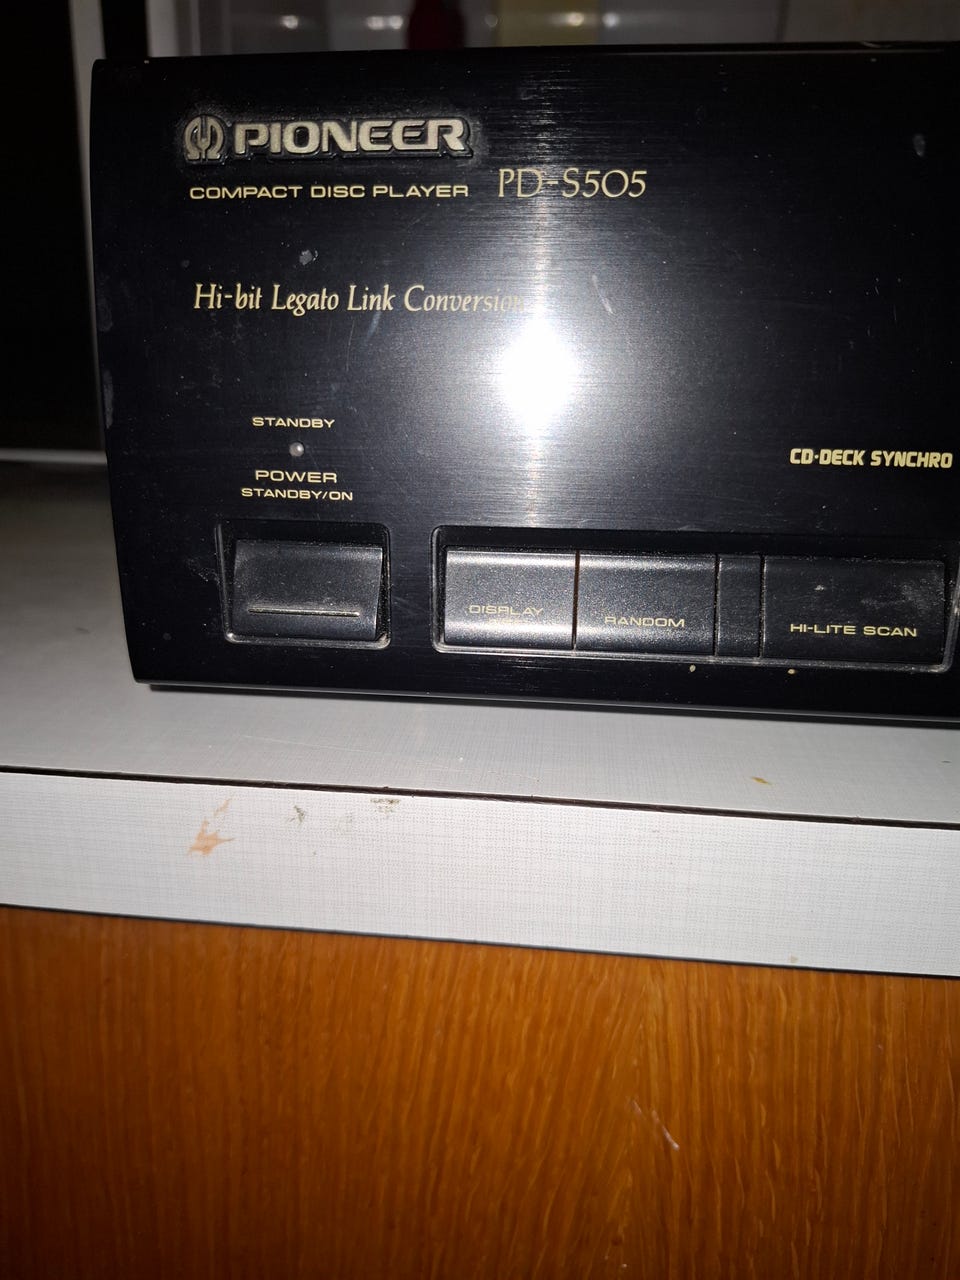 PIONEER
COMPACT DISC PLAYER PD-S505
Hi-bit Legato Link Conversion
STANDBY
POWER
STANDBY/ON
CD·DECK SYNCHRO
DISPLAY
RANDOM
HI-LITE SCAN